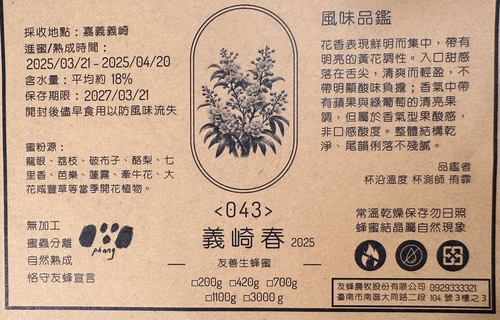 採收地點：嘉義義崎
進蜜/熟成時間：
2025/03/21-2025/04/20
含水量：平均約 18%
保存期限：2027/03/21
開封後儘早食用以防風味流失
蜜粉源：
龍眼、荔枝、破布子、酪梨、七
里香、芭樂、蓮霧、牽牛花、大
花咸豐草等當季開花植物。
無加工
蜜蟲分離
自然熟成
恪守友蜂宣言
phang
<043>
義崎春 2025
友善生蜂蜜
□200g □420g □700g
□1100g □3000g
風味品鑑
花香表現鮮明而集中，帶有
明亮的黃花調性。入口甜感
落在舌尖，清爽而輕盈，不
帶明顯酸味負擔；香氣中帶
有蘋果與綠葡萄的清亮果
調，但屬於香氣型果酸感，
非口感酸度。整體結構乾
淨、尾韻俐落不殘膩。
品鑑者
杯沿溫度 杯測師 侑霏
常溫乾燥保存勿日照
蜂蜜結晶屬自然現象
友蜂農牧股份有限公司 0929333321
臺南市南區大同路二段 104 號 3 樓之 3